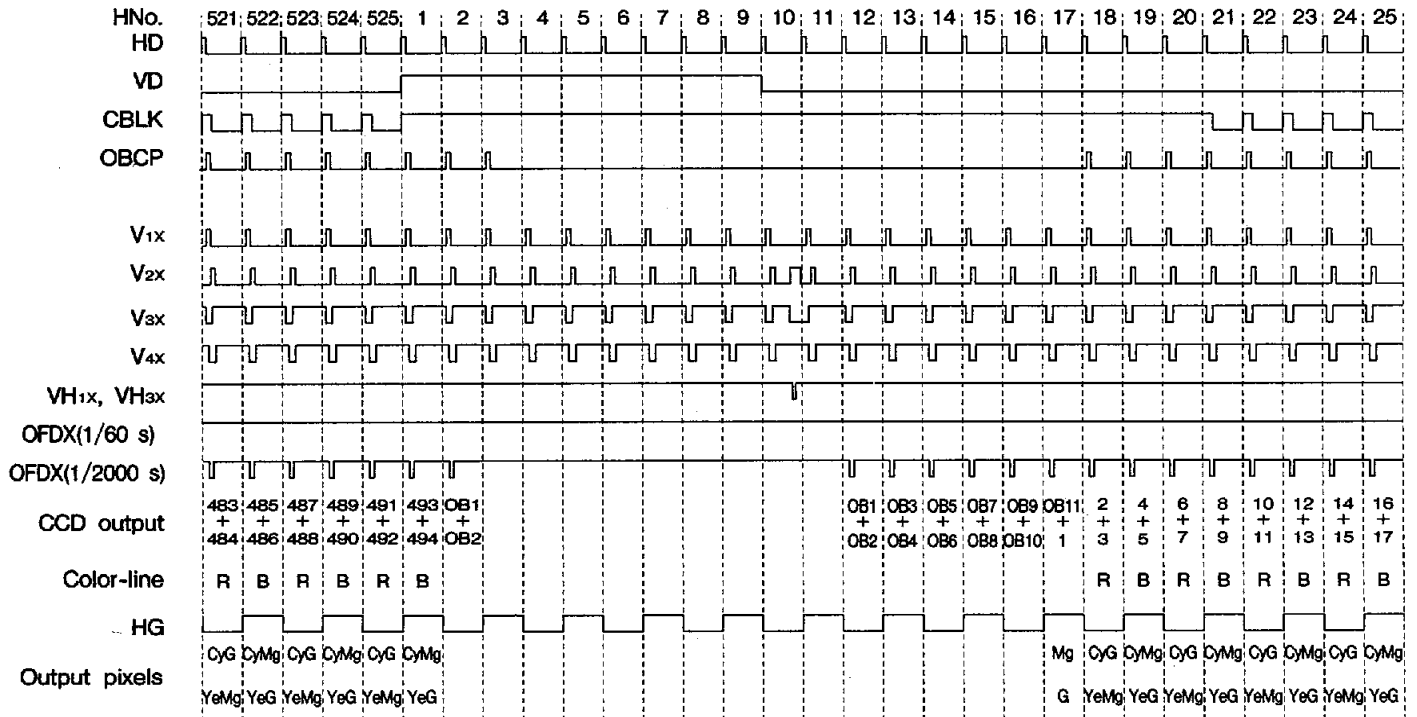 HNo. 521 522 523 524 525 1 2 3 4 5 6 7 8 9 10 11 12 13 14 15 16 17 18 19 20 21 22 23 24 25
HD
VD
CBLK
OBCP
V1X
V2X
V3X
V4X
VH1X, VH3X
OFDX(1/60 s)
OFDX(1/2000 s)
483 485 487 489 491 493 OB1 OB1 OB3 OB5 OB7 OB9 OB11 2 4 6 8 10 12 14 16
CCD output + + + + + + + + + + + + + + + + + + + + +
484 486 488 490 492 494 OB2 OB2 OB4 OB6 OB8 OB10 1 3 5 7 9 11 13 15 17
Color-line R B R B R B R B R B R B R B
HG
CyG CyMg CyG CyMg CyG CyMg Mg CyG CyMg CyG CyMg CyG CyMg CyG CyMg
Output pixels
YeMg YeG YeMg YeG YeMg YeG G YeMg YeG YeMg YeG YeMg YeG YeMg YeG